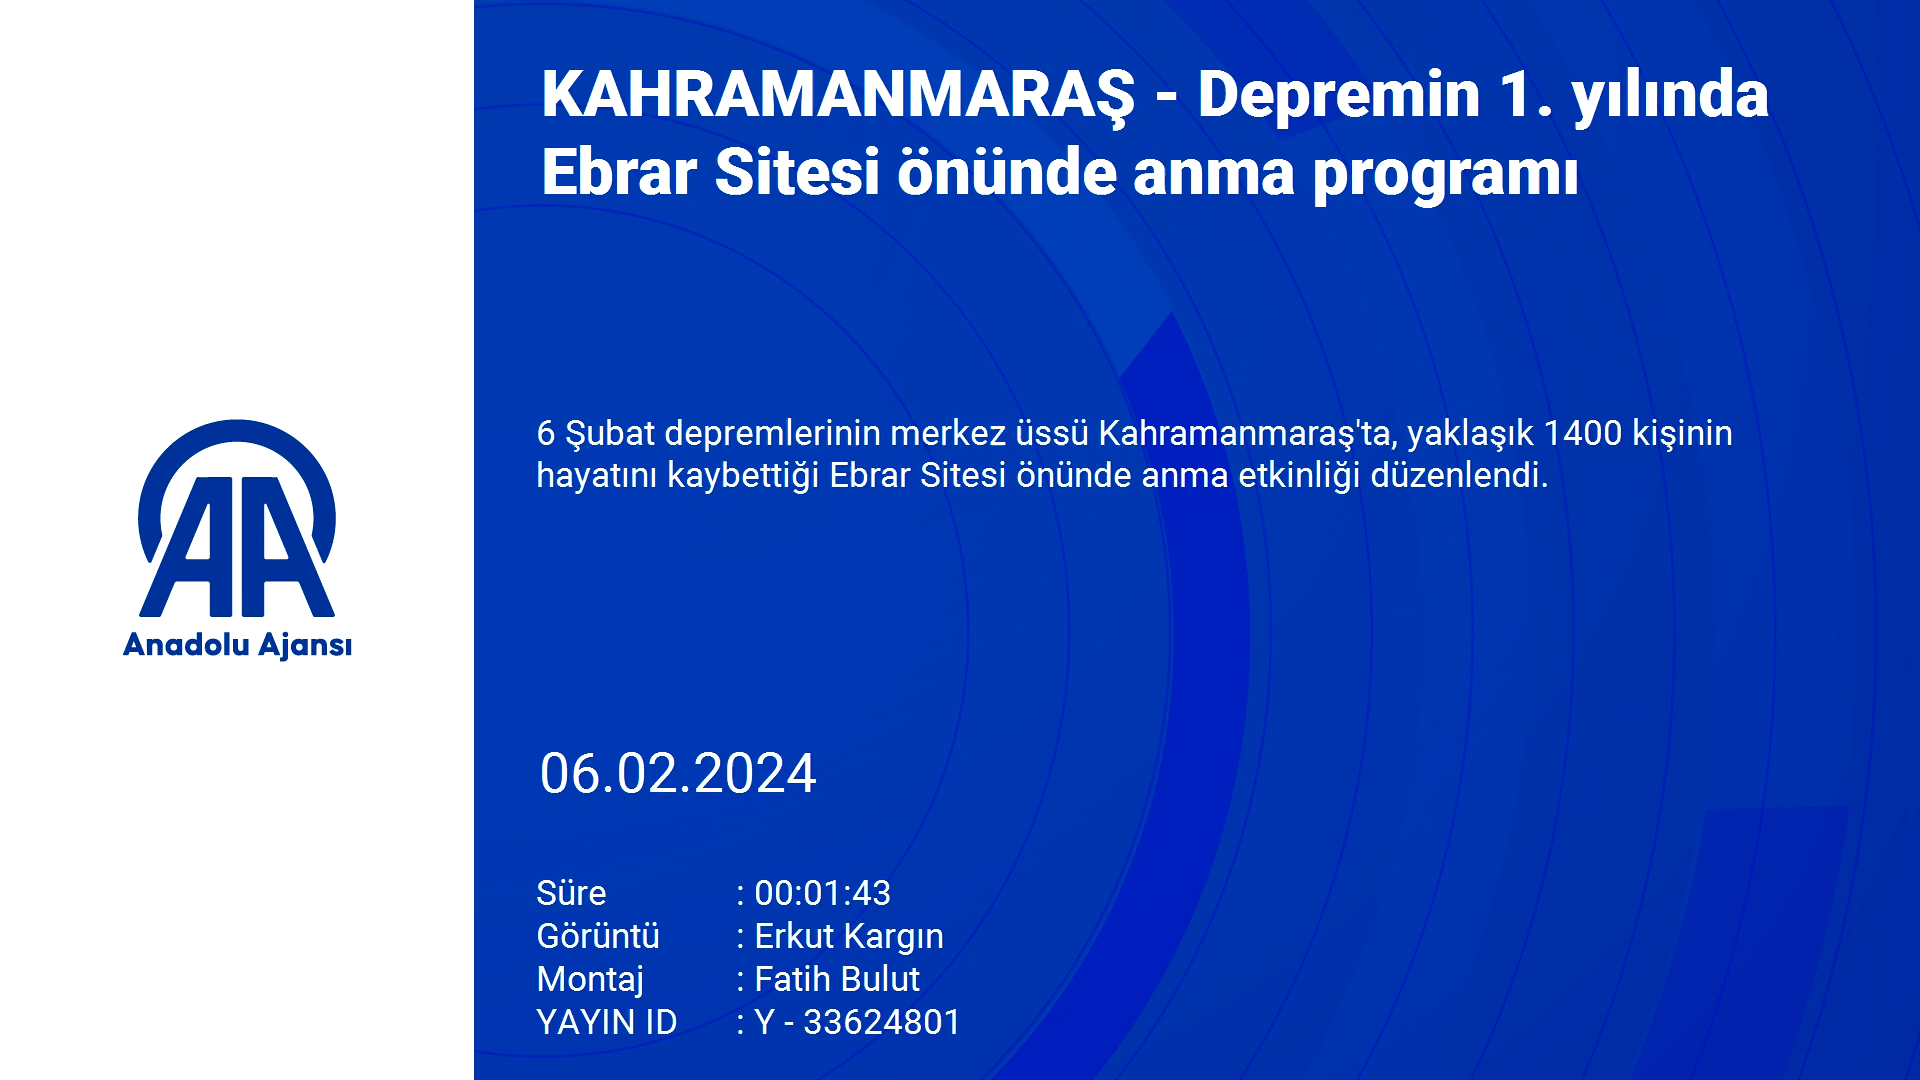 KAHRAMANMARAŞ - Depremin 1. yılında
Ebrar Sitesi önünde anma programı
6 Şubat depremlerinin merkez üssü Kahramanmaraş'ta, yaklaşık 1400 kişinin
hayatını kaybettiği Ebrar Sitesi önünde anma etkinliği düzenlendi.
AA
Anadolu Ajansı
06.02.2024
Süre : 00:01:43
Görüntü : Erkut Kargın
Montaj : Fatih Bulut
YAYIN ID : Y - 33624801